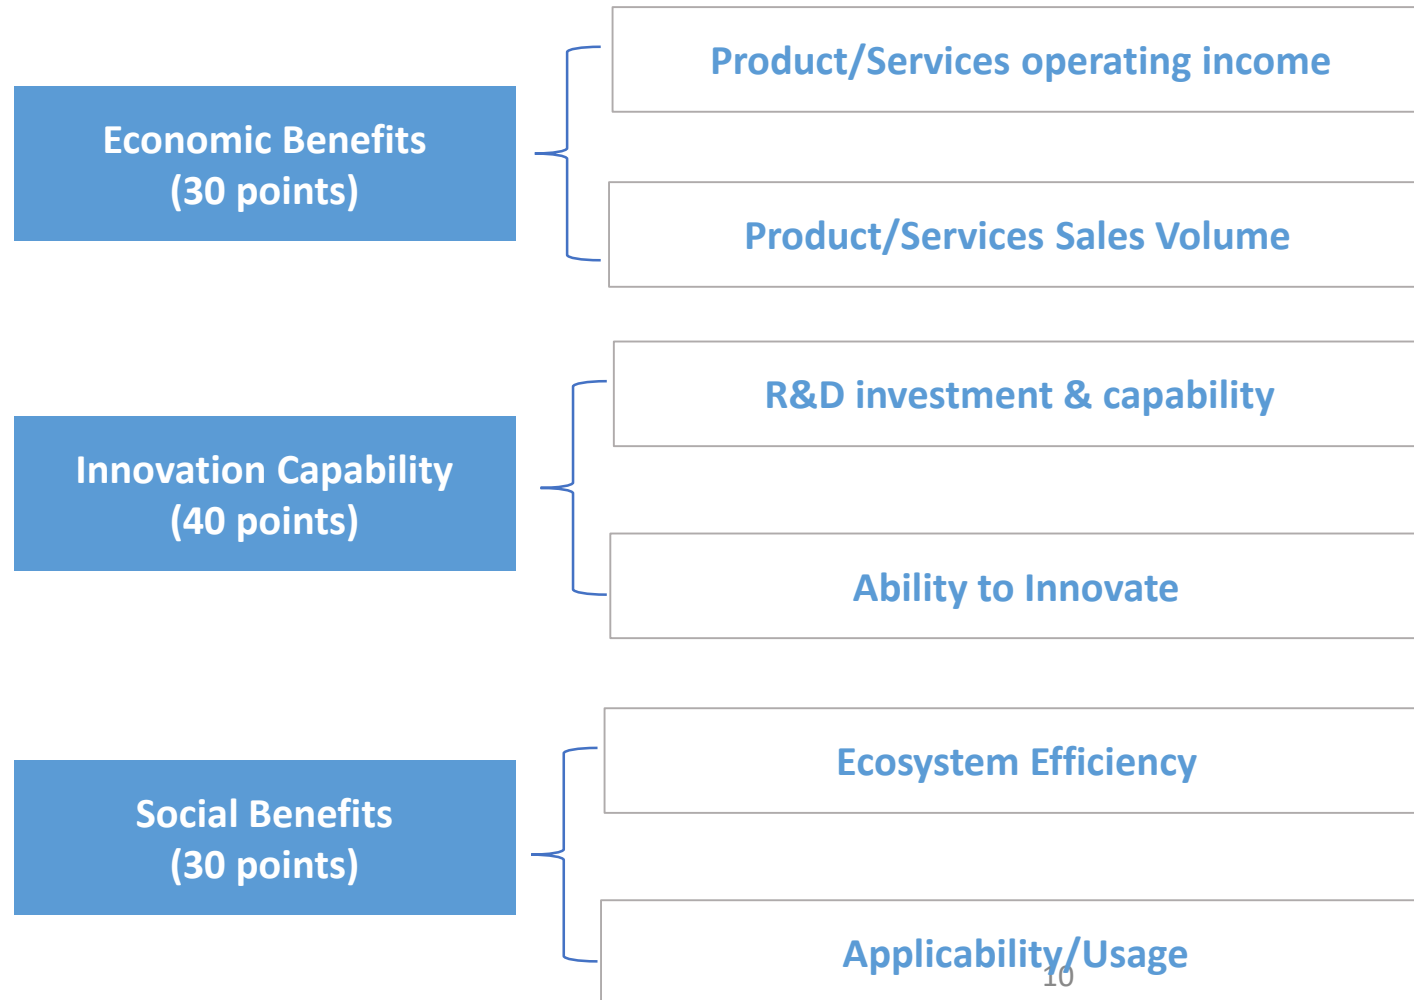 Economic Benefits
(30 points)
Product/Services operating income
Product/Services Sales Volume
Innovation Capability
(40 points)
R&D investment & capability
Ability to Innovate
Social Benefits
(30 points)
Ecosystem Efficiency
Applicability/Usage
10